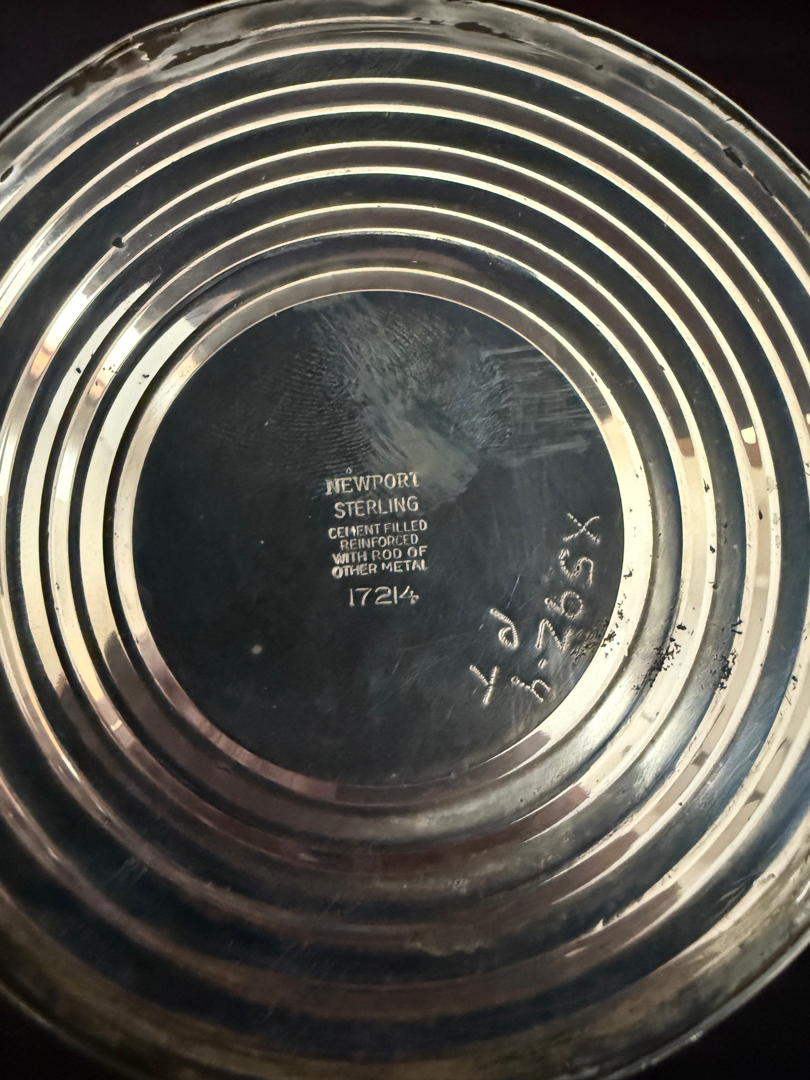 NEWPORT
STERLING
CEMENT FILLED
REINFORCED
WITH ROD OF
OTHER METAL
17214